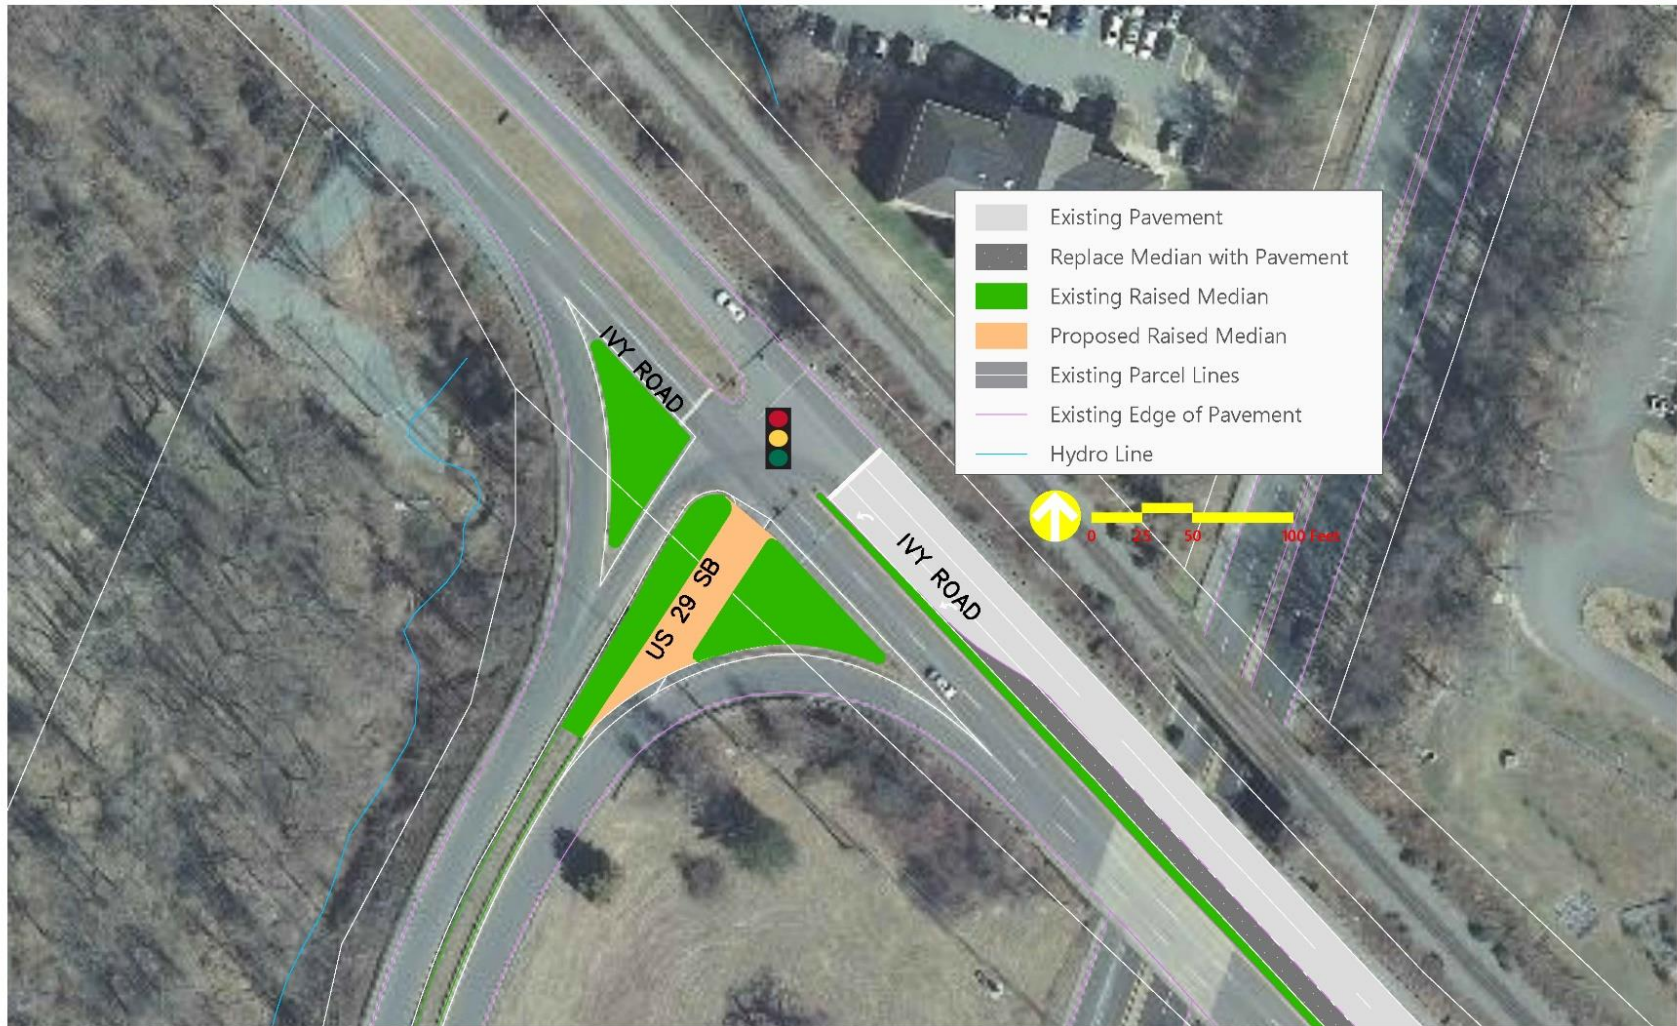 IVY ROAD
Existing Pavement
Replace Median with Pavement
Existing Raised Median
Proposed Raised Median
Existing Parcel Lines
Existing Edge of Pavement
Hydro Line
0 25 50 100 Feet
IVY ROAD
US 29 SB